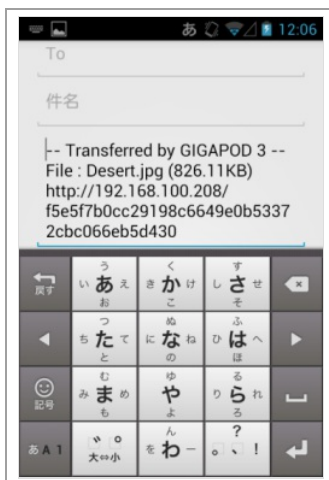 あ 12:06
To
件名
-- Transferred by GIGAPOD 3 --
File : Desert.jpg (826.11KB)
http://192.168.100.208/
f5e5f7b0cc29198c6649e0b5337
2cbc066eb5d430
う く す
戻す い あ え き か け し さ せ
お こ そ
つ ぬ ふ
ち た て に な ね ひ は へ
と の ほ
む ゆ る
記号 み ま め や り ら れ
も よ ろ
ん ?
あA1 大⇔小 を わ ー 。 、 !